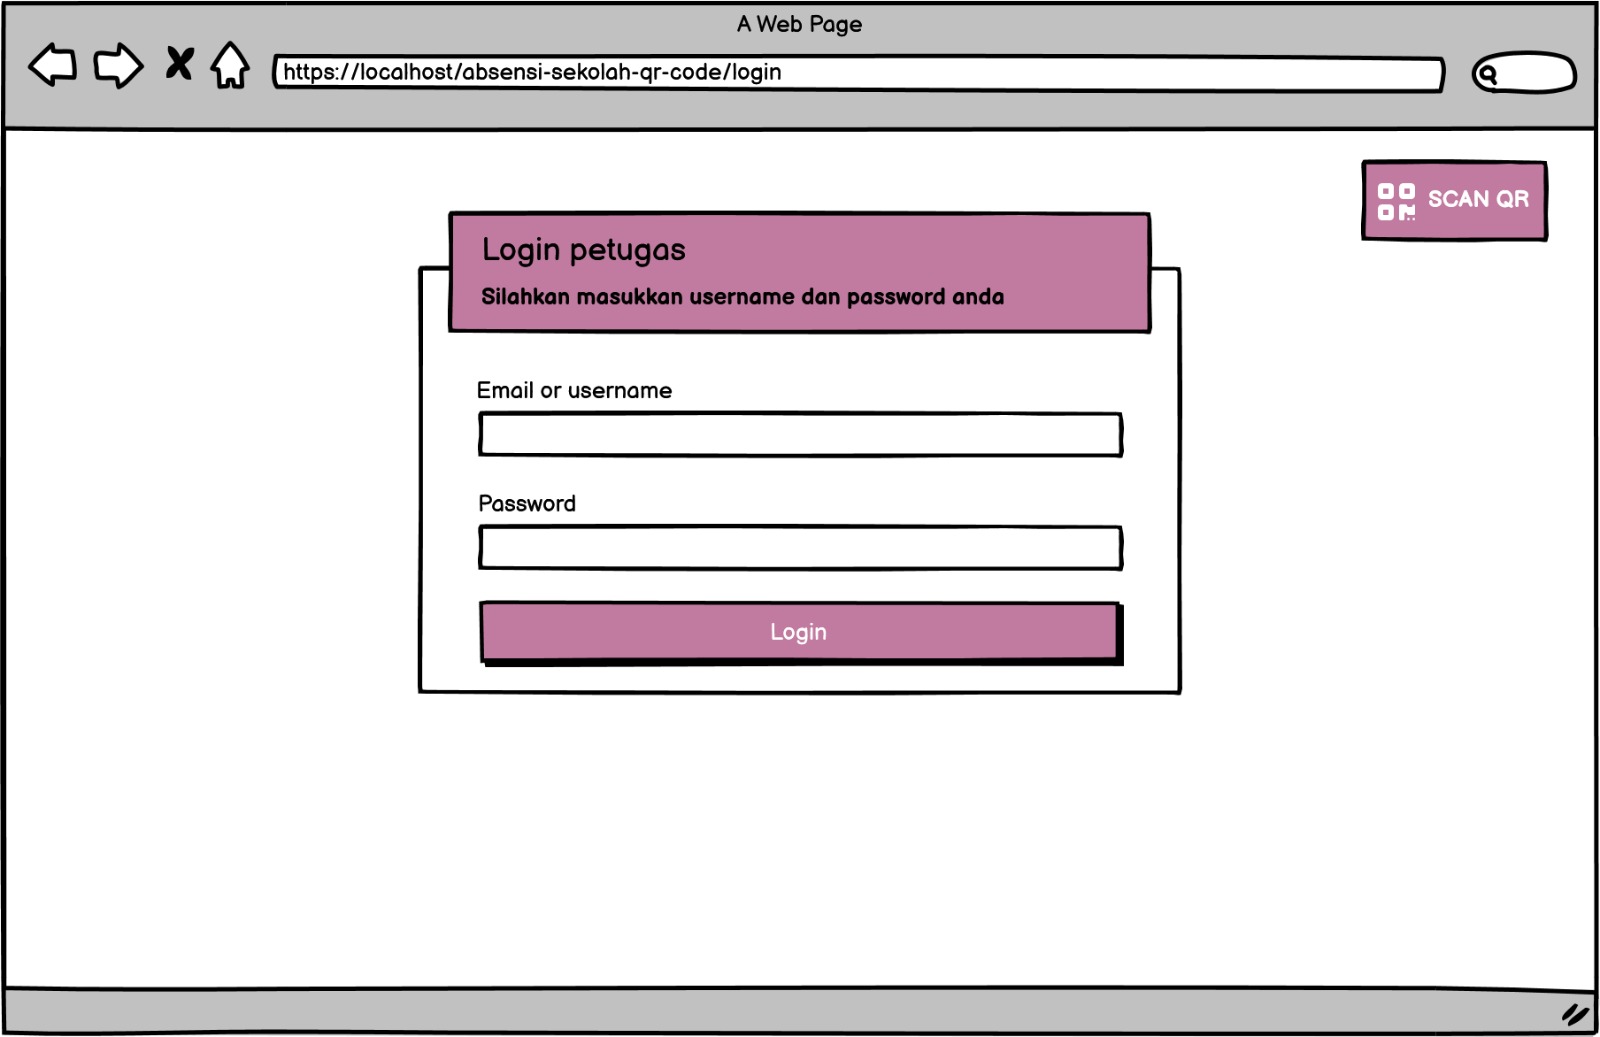 A Web Page
https://localhost/absensi-sekolah-qr-code/login
SCAN QR
Login petugas
Silahkan masukkan username dan password anda
Email or username
Password
Login